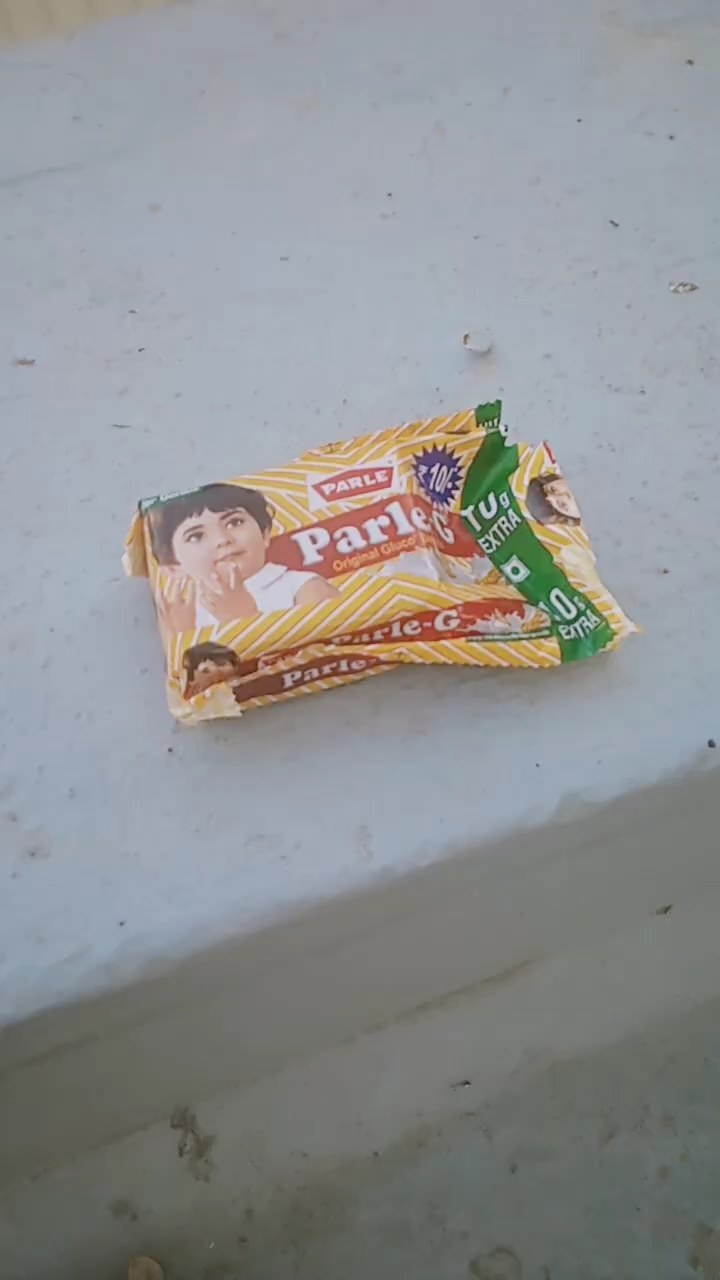 PARLE
Parle-G
Original Gluco
10/-
10g
EXTRA
10g
EXTRA
Parle-G
Parle-